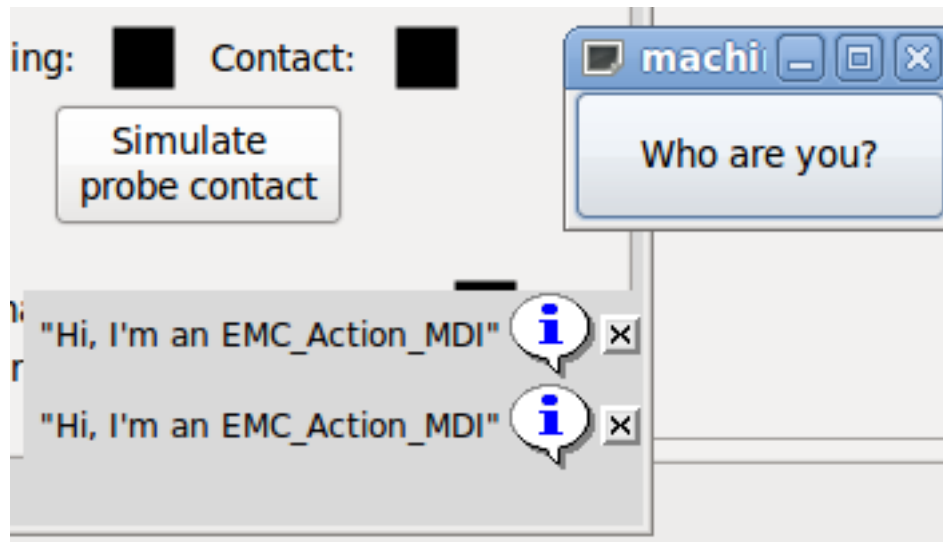 ing:
Contact:
machi
Simulate
probe contact
Who are you?
"Hi, I'm an EMC_Action_MDI"
"Hi, I'm an EMC_Action_MDI"